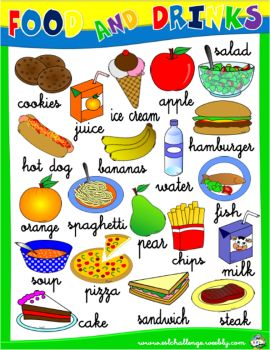 FOOD AND DRINKS
salad
cookies
juice
ice cream
apple
hamburger
hot dog
bananas
water
fish
orange
spaghetti
pear
chips
milk
soup
pizza
cake
sandwich
steak
www.eslchallenge.weebly.com